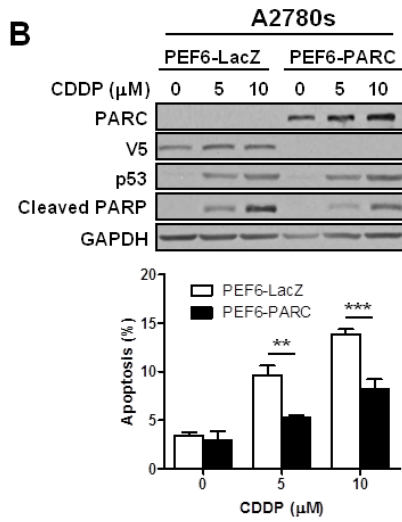 B
A2780s
PEF6-LacZ PEF6-PARC
CDDP (μM) 0 5 10 0 5 10
PARC
V5
p53
Cleaved PARP
GAPDH
20
PEF6-LacZ
PEF6-PARC
***
15
**
10
5
0
Apoptosis (%)
0 5 10
CDDP (μM)